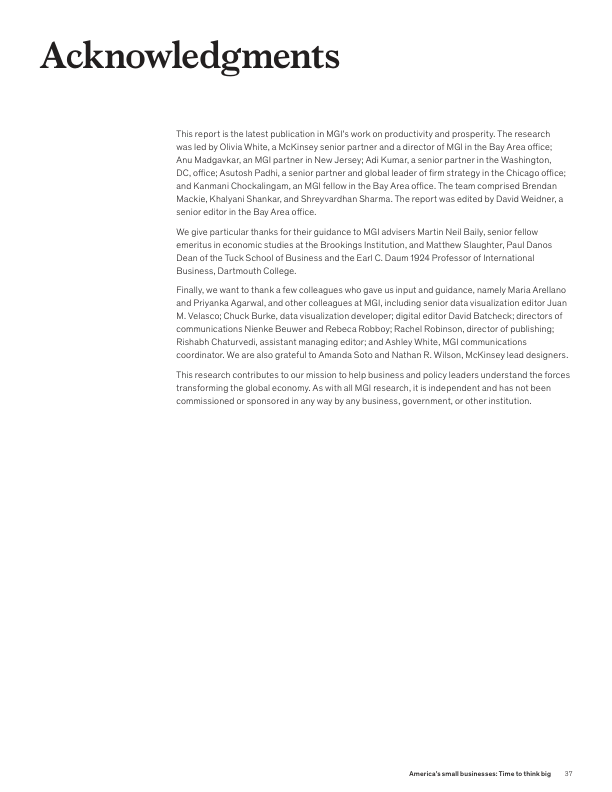 Acknowledgments
This report is the latest publication in MGI's work on productivity and prosperity. The research
was led by Olivia White, a McKinsey senior partner and a director of MGI in the Bay Area office;
Anu Madgavkar, an MGI partner in New Jersey; Adi Kumar, a senior partner in the Washington,
DC, office; Asutosh Padhi, a senior partner and global leader of firm strategy in the Chicago office;
and Kanmani Chockalingam, an MGI fellow in the Bay Area office. The team comprised Brendan
Mackie, Khalyani Shankar, and Shreyvardhan Sharma. The report was edited by David Weidner, a
senior editor in the Bay Area office.
We give particular thanks for their guidance to MGI advisers Martin Neil Baily, senior fellow
emeritus in economic studies at the Brookings Institution, and Matthew Slaughter, Paul Danos
Dean of the Tuck School of Business and the Earl C. Daum 1924 Professor of International
Business, Dartmouth College.
Finally, we want to thank a few colleagues who gave us input and guidance, namely Maria Arellano
and Priyanka Agarwal, and other colleagues at MGI, including senior data visualization editor Juan
M. Velasco; Chuck Burke, data visualization developer; digital editor David Batcheck; directors of
communications Nienke Beuwer and Rebeca Robboy; Rachel Robinson, director of publishing;
Rishabh Chaturvedi, assistant managing editor; and Ashley White, MGI communications
coordinator. We are also grateful to Amanda Soto and Nathan R. Wilson, McKinsey lead designers.
This research contributes to our mission to help business and policy leaders understand the forces
transforming the global economy. As with all MGI research, it is independent and has not been
commissioned or sponsored in any way by any business, government, or other institution.
America's small businesses: Time to think big 37